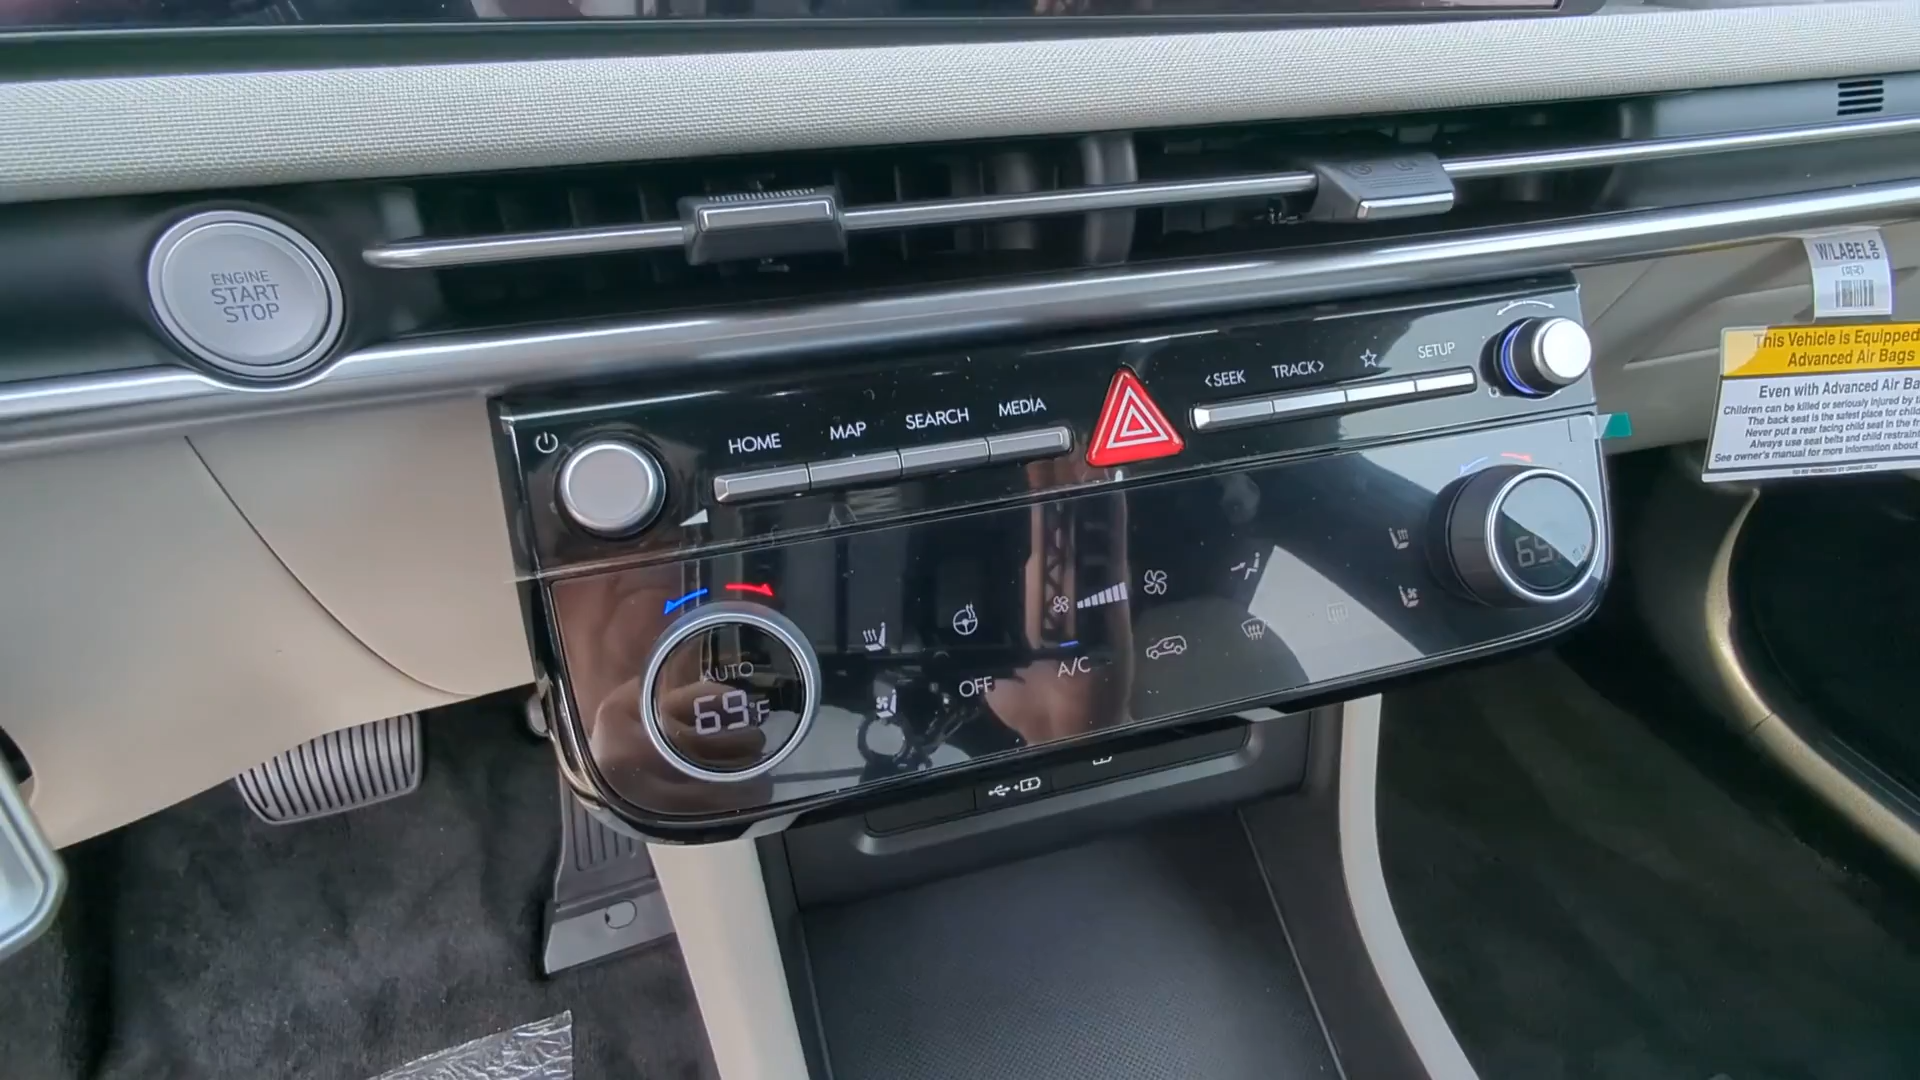 ENGINE
START
STOP
HOME
MAP
SEARCH
MEDIA
<SEEK
TRACK>
SETUP
AUTO
69°F
OFF
A/C
69
W/LABEL
This Vehicle is Equipped
Advanced Air Bags
Even with Advanced Air Ba
Children can be killed or seriously injured by t
The back seat is the safest place for child
Never put a rear facing child seat in the fr
Always use seat belts and child restraint
See owner's manual for more information about